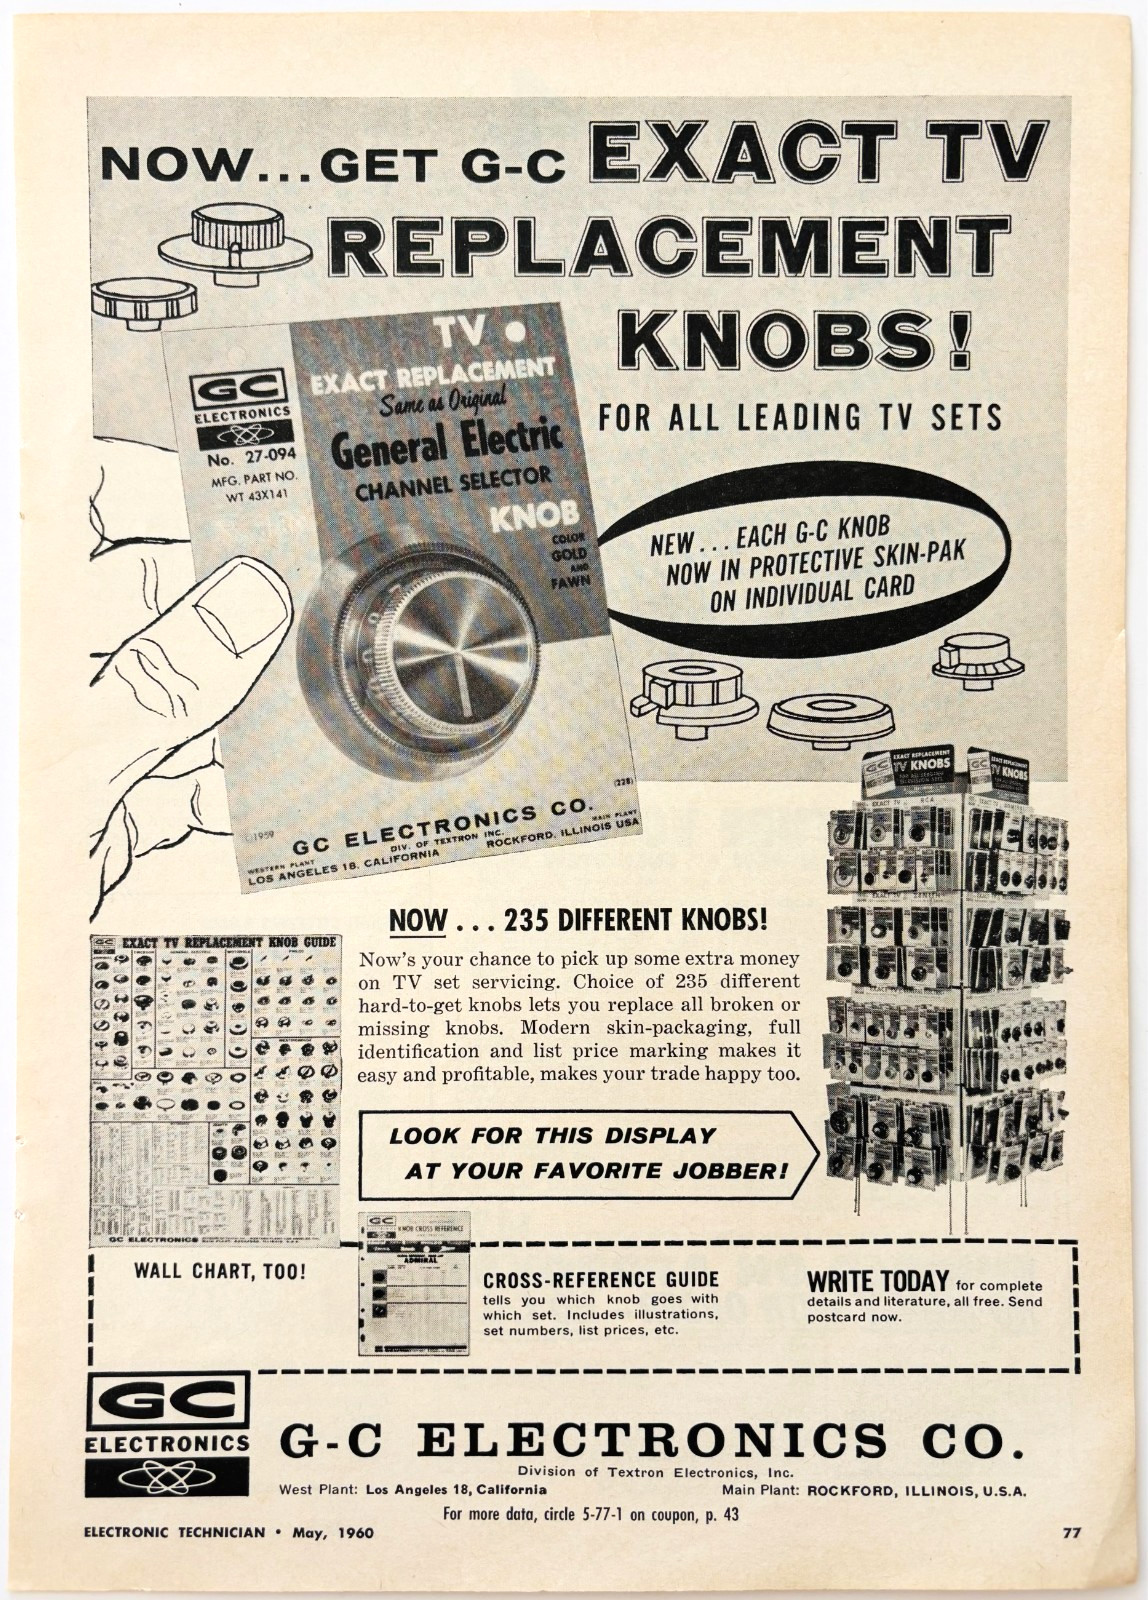 NOW...GET G-C EXACT TV
REPLACEMENT
KNOBS!
FOR ALL LEADING TV SETS
TV
EXACT REPLACEMENT
Same as Original
General Electric
CHANNEL SELECTOR
KNOB
COLOR
GOLD
AND
FAWN
GC
ELECTRONICS
No. 27-094
MFG. PART NO.
WT 43X141
(228)
©1959
GC ELECTRONICS CO.
DIV. OF TEXTRON INC.
WESTERN PLANT
MAIN PLANT
LOS ANGELES 18, CALIFORNIA
ROCKFORD, ILLINOIS USA
NEW...EACH G-C KNOB
NOW IN PROTECTIVE SKIN-PAK
ON INDIVIDUAL CARD
EXACT REPLACEMENT
TV KNOBS
EXACT REPLACEMENT
TV KNOBS
NOW...235 DIFFERENT KNOBS!
Now's your chance to pick up some extra money
on TV set servicing. Choice of 235 different
hard-to-get knobs lets you replace all broken or
missing knobs. Modern skin-packaging, full
identification and list price marking makes it
easy and profitable, makes your trade happy too.
EXACT TV REPLACEMENT KNOB GUIDE
GC ELECTRONICS
LOOK FOR THIS DISPLAY
AT YOUR FAVORITE JOBBER!
WALL CHART, TOO!
GC
KNOB CROSS REFERENCE
ADMIRAL
CROSS-REFERENCE GUIDE
tells you which knob goes with
which set. Includes illustrations,
set numbers, list prices, etc.
WRITE TODAY for complete
details and literature, all free. Send
postcard now.
GC
ELECTRONICS
G-C ELECTRONICS CO.
Division of Textron Electronics, Inc.
West Plant: Los Angeles 18, California
Main Plant: ROCKFORD, ILLINOIS, U.S.A.
For more data, circle 5-77-1 on coupon, p. 43
ELECTRONIC TECHNICIAN • May, 1960
77